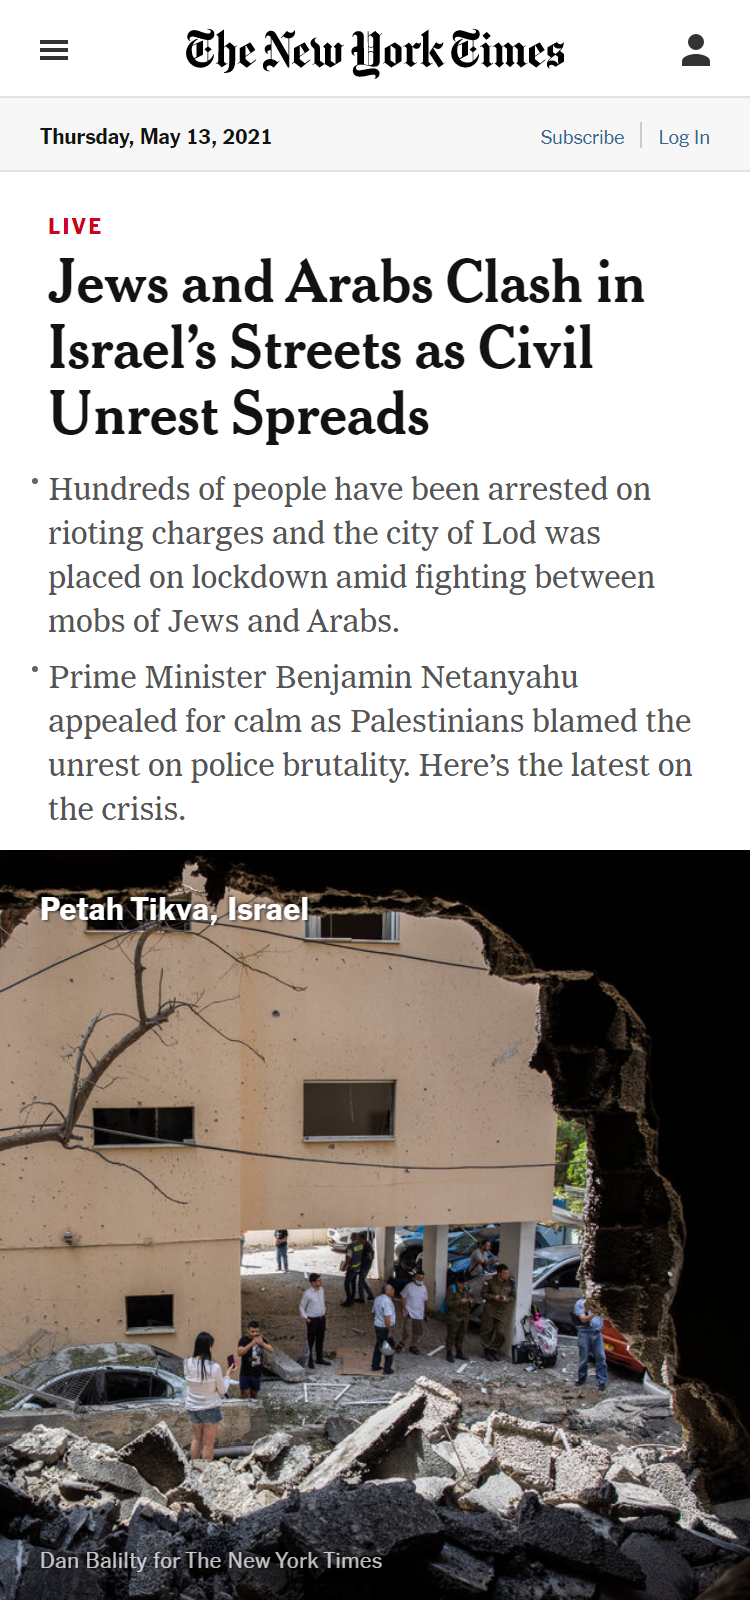 The New York Times
Thursday, May 13, 2021
Subscribe
Log In
LIVE
Jews and Arabs Clash in
Israel’s Streets as Civil
Unrest Spreads
• Hundreds of people have been arrested on
rioting charges and the city of Lod was
placed on lockdown amid fighting between
mobs of Jews and Arabs.
• Prime Minister Benjamin Netanyahu
appealed for calm as Palestinians blamed the
unrest on police brutality. Here’s the latest on
the crisis.
Petah Tikva, Israel
Dan Balilty for The New York Times